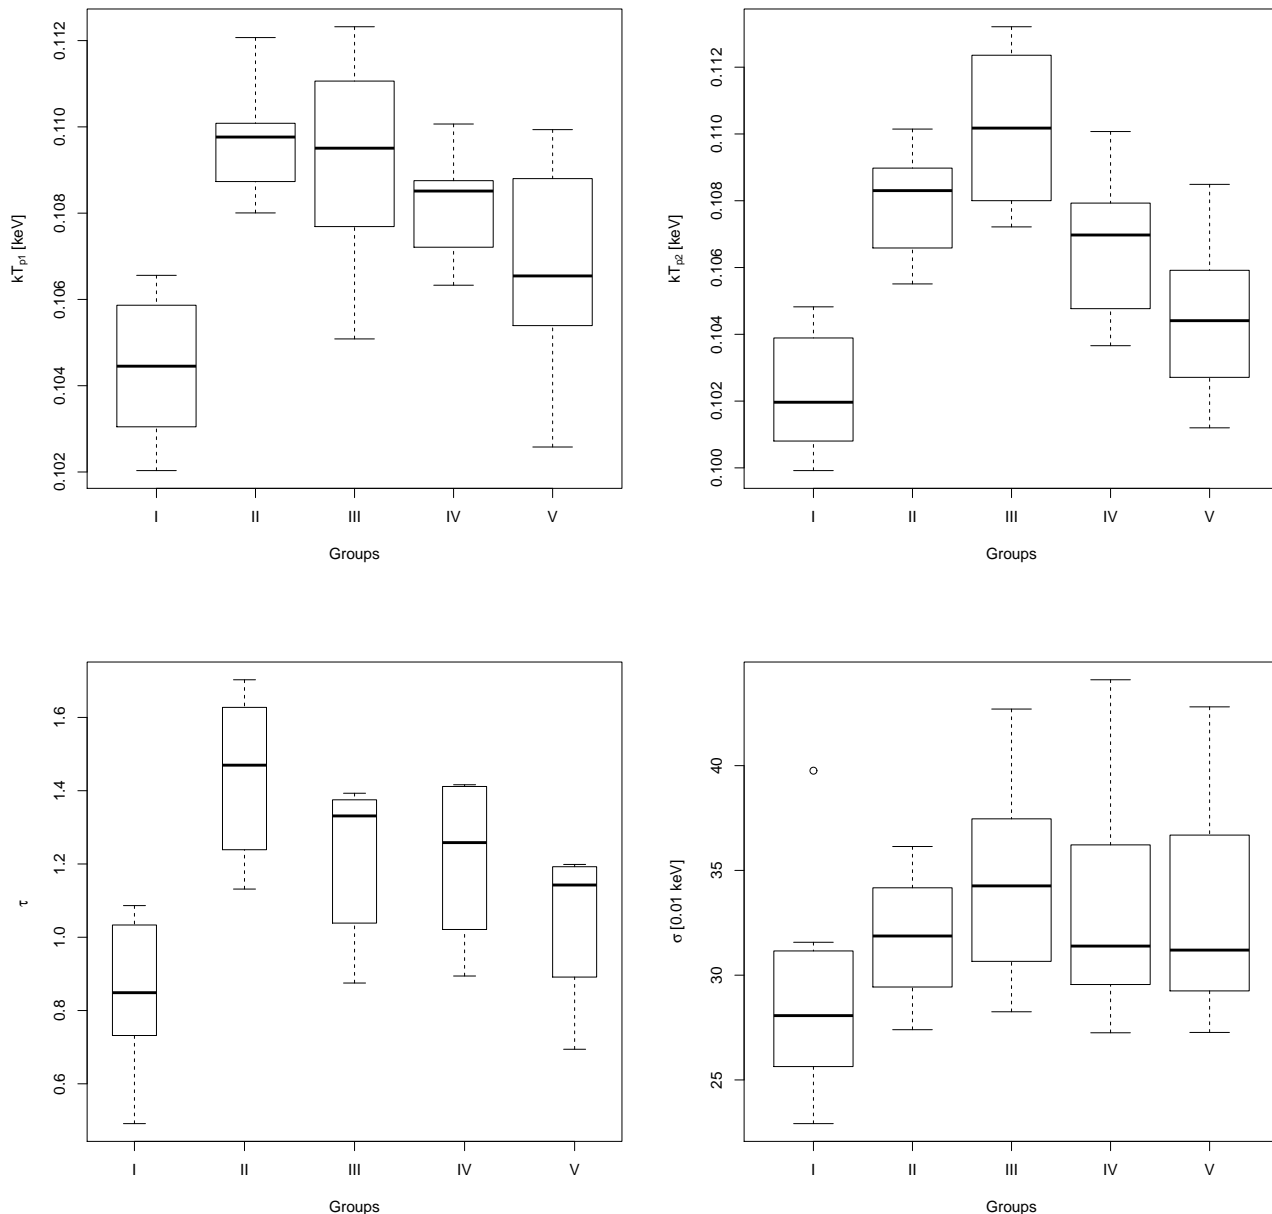 kTp1 [keV]
0.112
0.110
0.108
0.106
0.104
0.102
I II III IV V
Groups
kTp2 [keV]
0.112
0.110
0.108
0.106
0.104
0.102
0.100
I II III IV V
Groups
τ
1.6
1.4
1.2
1.0
0.8
0.6
I II III IV V
Groups
σ [0.01 keV]
40
35
30
25
I II III IV V
Groups